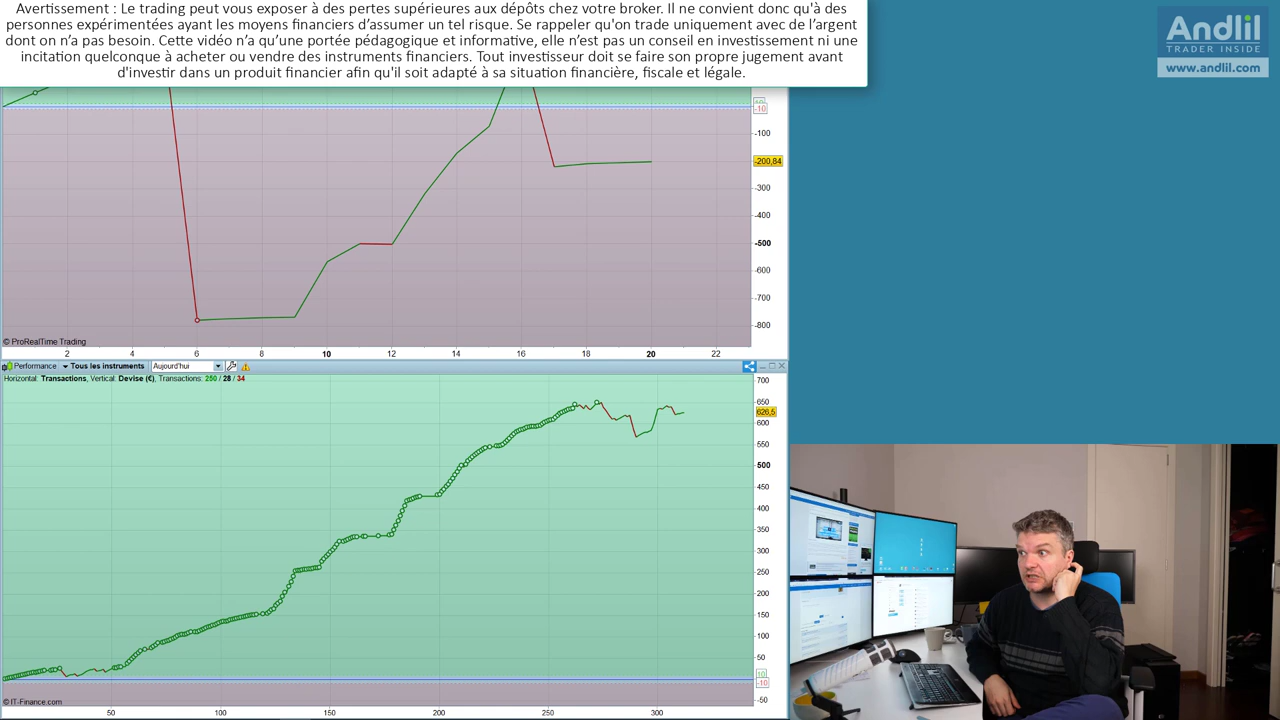 Avertissement : Le trading peut vous exposer à des pertes supérieures aux dépôts chez votre broker. Il ne convient donc qu'à des
personnes expérimentées ayant les moyens financiers d'assumer un tel risque. Se rappeler qu'on trade uniquement avec de l'argent
dont on n'a pas besoin. Cette vidéo n'a qu'une portée pédagogique et informative, elle n'est pas un conseil en investissement ni une
incitation quelconque à acheter ou vendre des instruments financiers. Tout investisseur doit se faire son propre jugement avant
d'investir dans un produit financier afin qu'il soit adapté à sa situation financière, fiscale et légale.
Andlil
TRADER INSIDE
www.andlil.com
10
-10
-100
-200,84
-300
-400
-500
-600
-700
-800
© ProRealTime Trading
2 4 6 8 10 12 14 16 18 20 22
Performance Tous les instruments Aujourd'hui
Horizontal: Transactions, Vertical: Devise (€), Transactions: 250 / 28 / 34
700
650
626,5
600
550
500
450
400
350
300
250
200
150
100
50
10
-10
-50
© IT-Finance.com
50 100 150 200 250 300